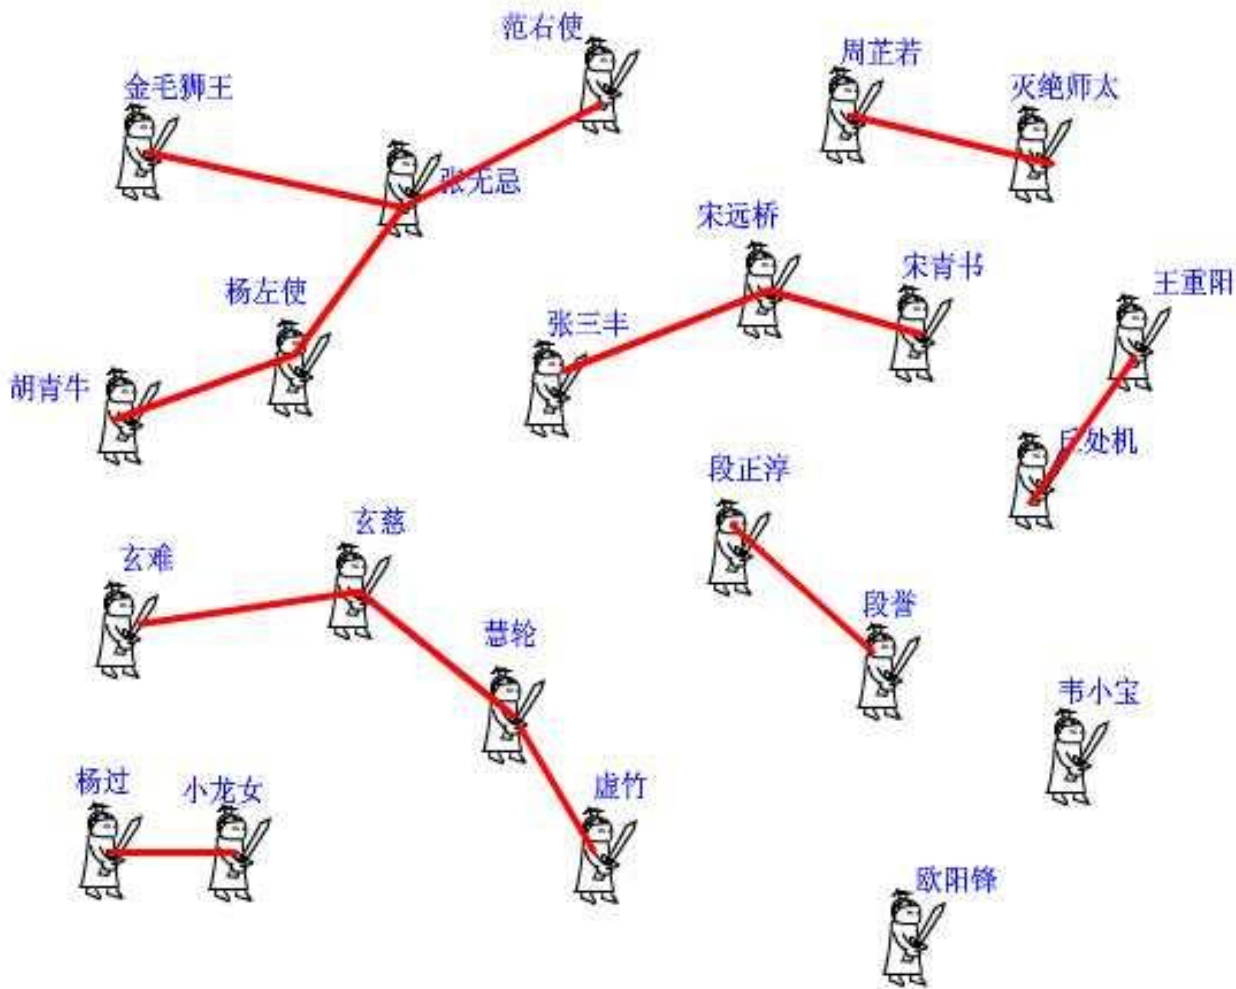 范右使
周芷若
金毛狮王
灭绝师太
张无忌
宋远桥
宋青书
王重阳
杨左使
张三丰
胡青牛
丘处机
段正淳
玄慈
玄难
段誉
慧轮
韦小宝
杨过
小龙女
虚竹
欧阳锋